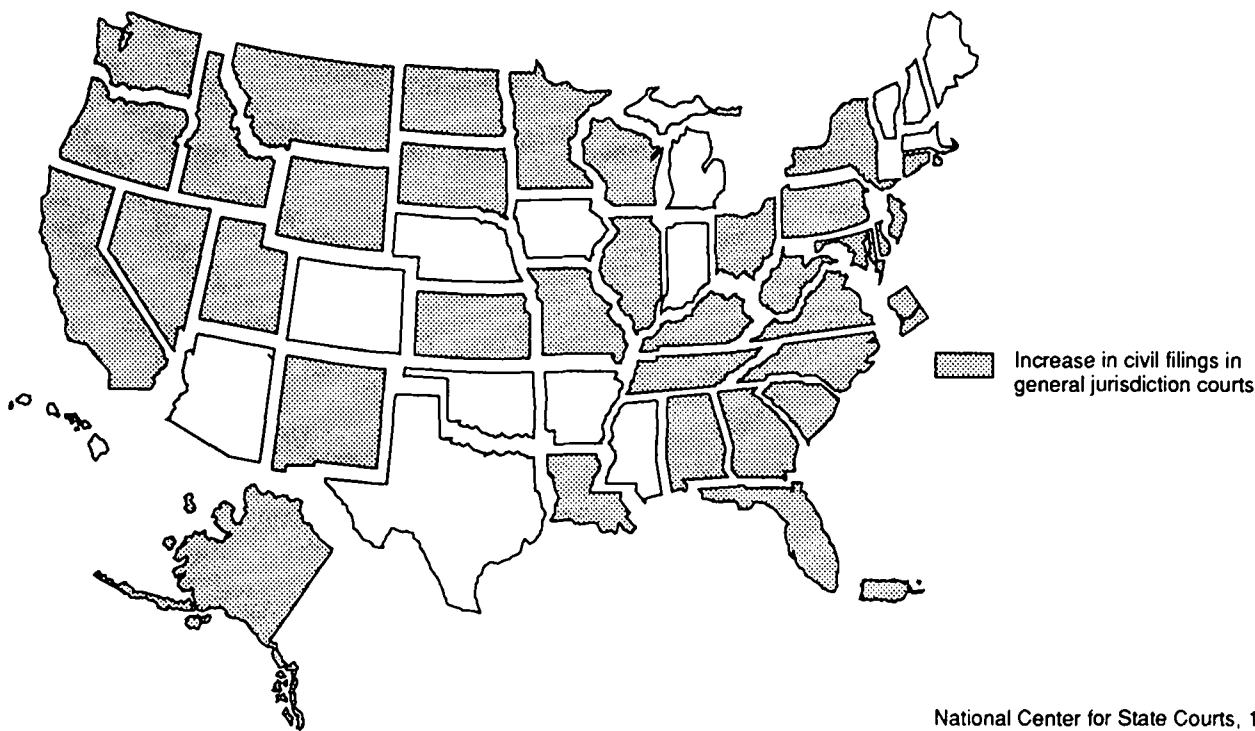 Increase in civil filings in
general jurisdiction courts
National Center for State Courts, 1